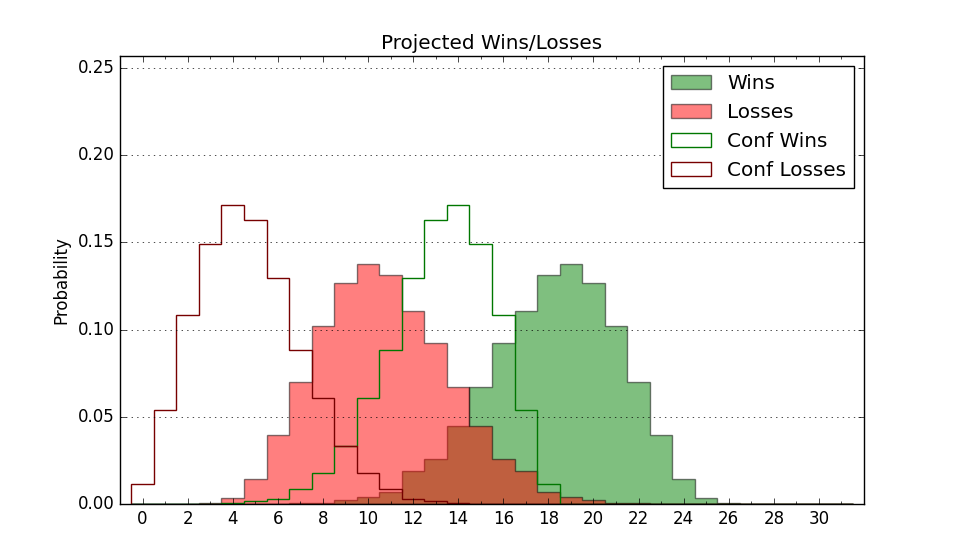 Projected Wins/Losses
0.25
0.20
0.15
0.10
0.05
0.00
Probability
Wins
Losses
Conf Wins
Conf Losses
0 2 4 6 8 10 12 14 16 18 20 22 24 26 28 30